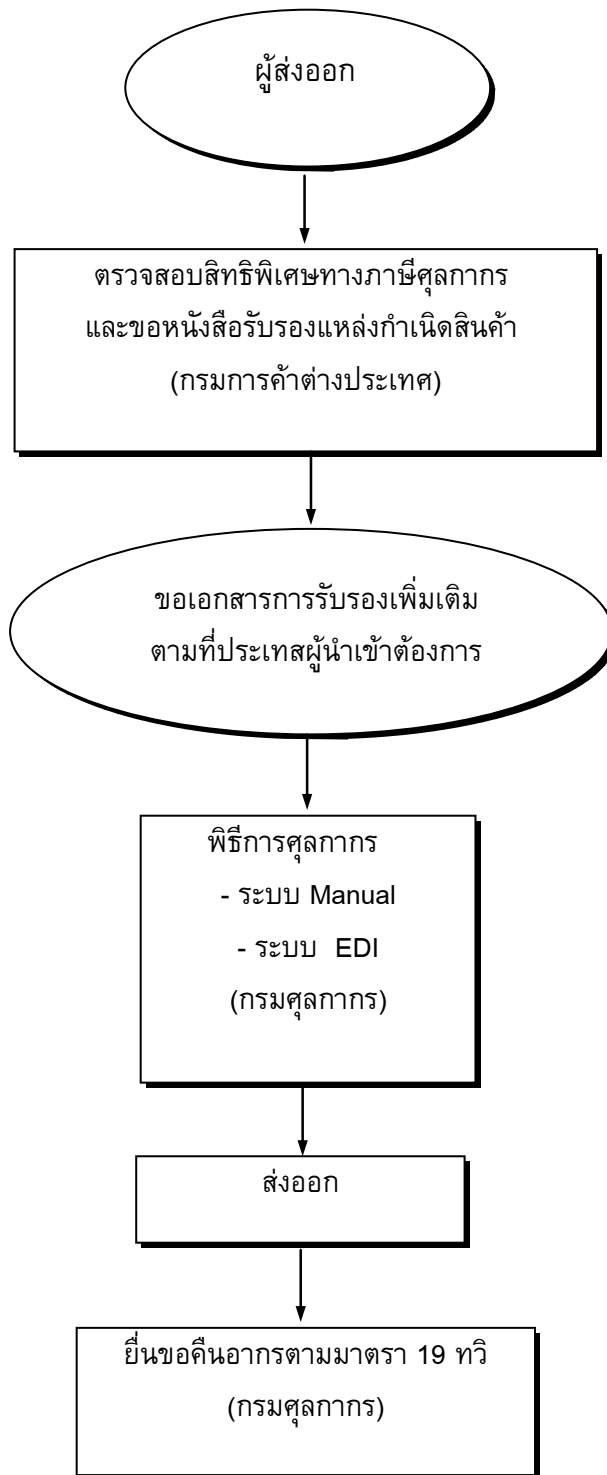 ผู้ส่งออก
ตรวจสอบสิทธิพิเศษทางภาษีศุลกากร
และขอหนังสือรับรองแหล่งกำเนิดสินค้า
(กรมการค้าต่างประเทศ)
ขอเอกสารการรับรองเพิ่มเติม
ตามที่ประเทสผู้นำเข้าต้องการ
พิธีการศุลกากร
- ระบบ Manual
- ระบบ EDI
(กรมศุลกากร)
ส่งออก
ยื่นขอคืนอากรตามมาตรา 19 ทวิ
(กรมศุลกากร)